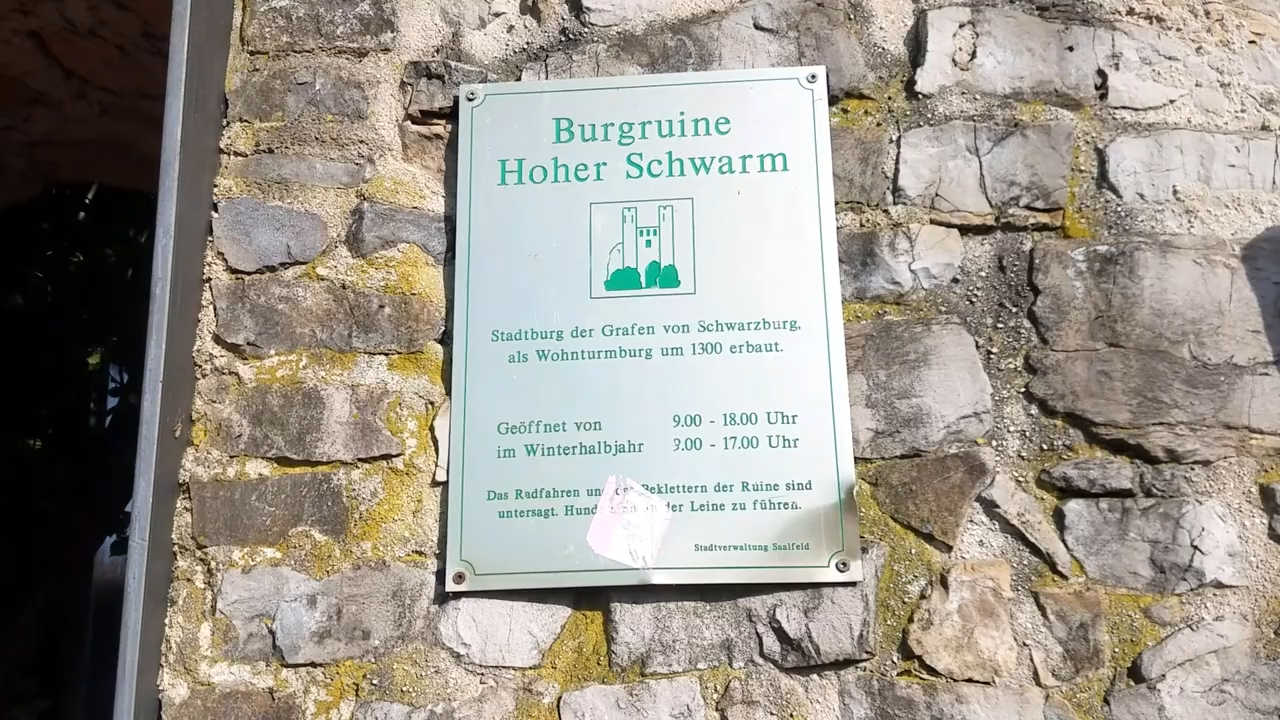 Burgruine
Hoher Schwarm
Stadtburg der Grafen von Schwarzburg,
als Wohnturmburg um 1300 erbaut.
Geöffnet von 9.00 - 18.00 Uhr
im Winterhalbjahr 9.00 - 17.00 Uhr
Das Radfahren und das Beklettern der Ruine sind
untersagt. Hunde sind an der Leine zu führen.
Stadtverwaltung Saalfeld